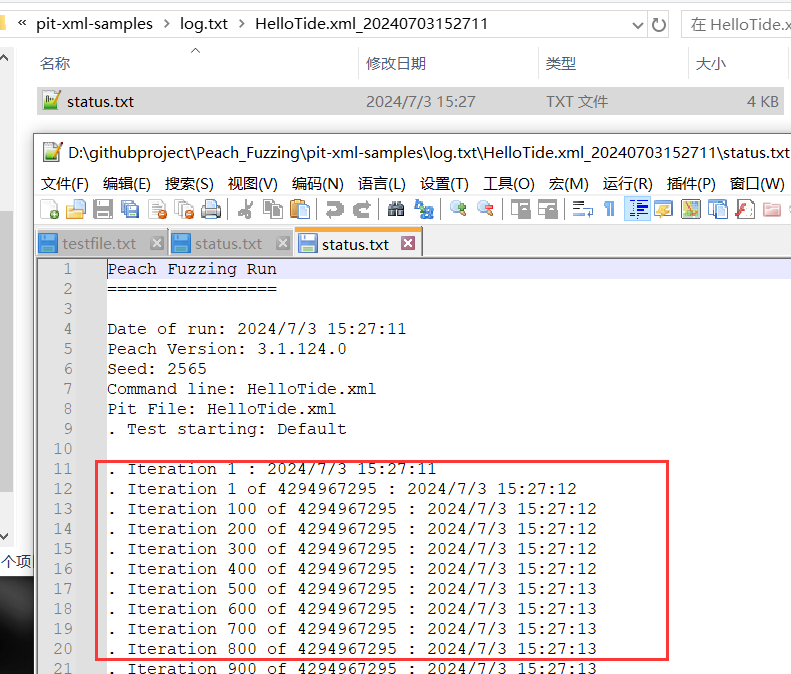 « pit-xml-samples > log.txt > HelloTide.xml_20240703152711
在 HelloTide.x
名称 修改日期 类型 大小
status.txt 2024/7/3 15:27 TXT 文件 4 KB
D:\githubproject\Peach_Fuzzing\pit-xml-samples\log.txt\HelloTide.xml_20240703152711\status.txt
文件(F) 编辑(E) 搜索(S) 视图(V) 编码(N) 语言(L) 设置(T) 工具(O) 宏(M) 运行(R) 插件(P) 窗口(W)
testfile.txt status.txt status.txt
1 Peach Fuzzing Run
2 =================
3
4 Date of run: 2024/7/3 15:27:11
5 Peach Version: 3.1.124.0
6 Seed: 2565
7 Command line: HelloTide.xml
8 Pit File: HelloTide.xml
9 . Test starting: Default
10
11 . Iteration 1 : 2024/7/3 15:27:11
12 . Iteration 1 of 4294967295 : 2024/7/3 15:27:12
13 . Iteration 100 of 4294967295 : 2024/7/3 15:27:12
14 . Iteration 200 of 4294967295 : 2024/7/3 15:27:12
15 . Iteration 300 of 4294967295 : 2024/7/3 15:27:12
16 . Iteration 400 of 4294967295 : 2024/7/3 15:27:12
17 . Iteration 500 of 4294967295 : 2024/7/3 15:27:13
18 . Iteration 600 of 4294967295 : 2024/7/3 15:27:13
19 . Iteration 700 of 4294967295 : 2024/7/3 15:27:13
20 . Iteration 800 of 4294967295 : 2024/7/3 15:27:13
21 . Iteration 900 of 4294967295 : 2024/7/3 15:27:13
个项